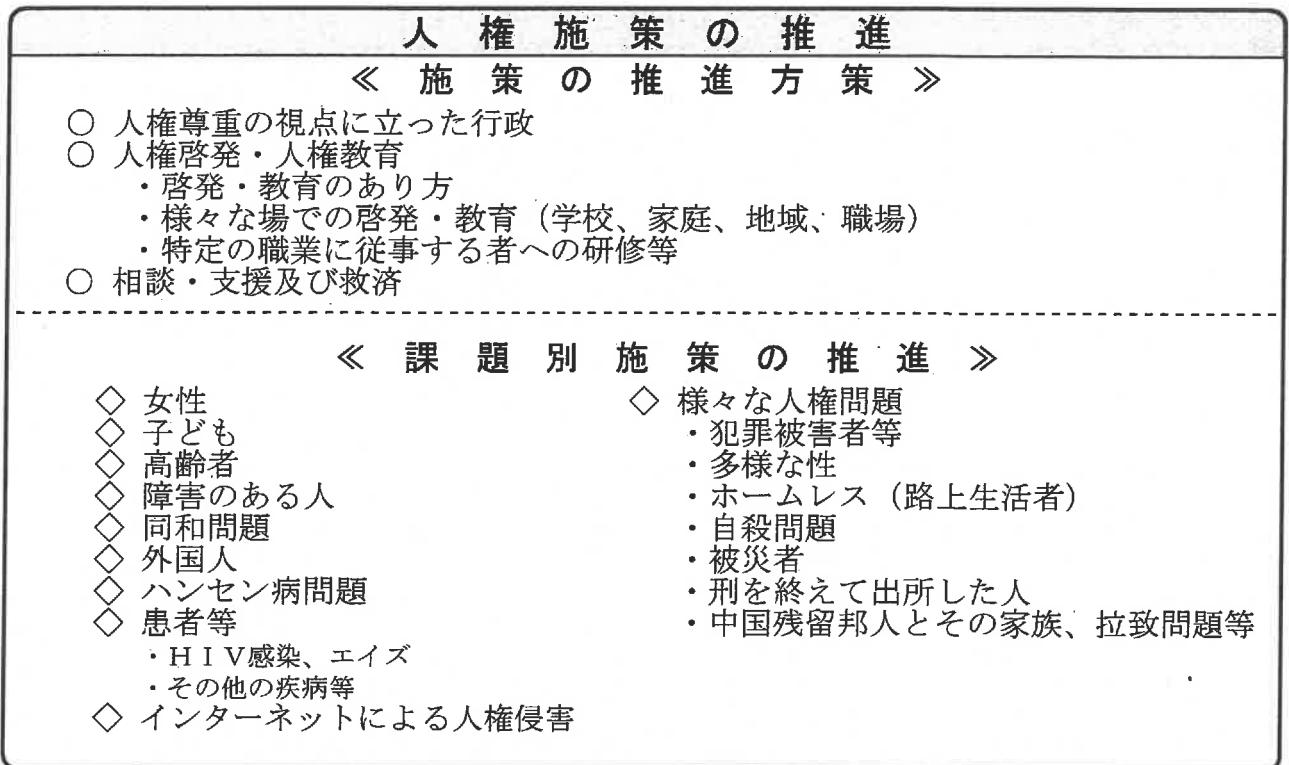 人権施策の推進
≪ 施策の推進方策 ≫
○ 人権尊重の視点に立った行政
○ 人権啓発・人権教育
・啓発・教育のあり方
・様々な場での啓発・教育（学校、家庭、地域、職場）
・特定の職業に従事する者への研修等
○ 相談・支援及び救済
≪ 課題別施策の推進 ≫
◇ 女性
◇ 子ども
◇ 高齢者
◇ 障害のある人
◇ 同和問題
◇ 外国人
◇ ハンセン病問題
◇ 患者等
・ＨＩＶ感染、エイズ
・その他の疾病等
◇ インターネットによる人権侵害
◇ 様々な人権問題
・犯罪被害者等
・多様な性
・ホームレス（路上生活者）
・自殺問題
・被災者
・刑を終えて出所した人
・中国残留邦人とその家族、拉致問題等